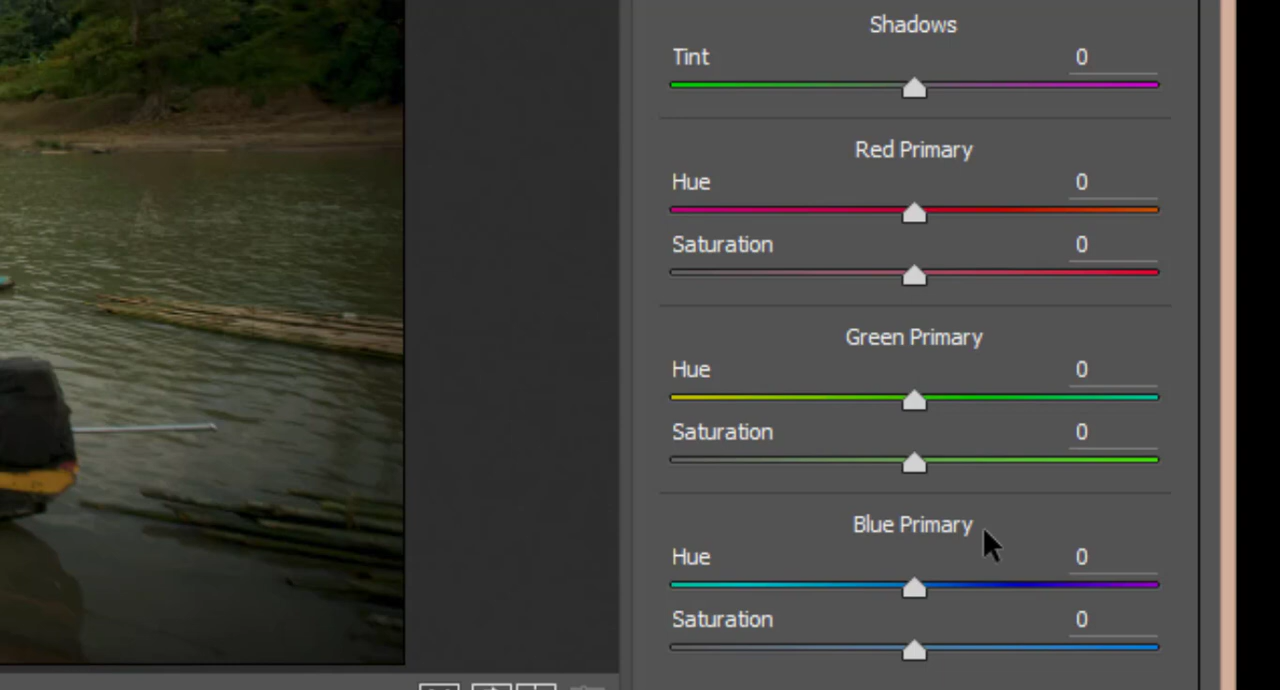 Shadows
Tint 0
Red Primary
Hue 0
Saturation 0
Green Primary
Hue 0
Saturation 0
Blue Primary
Hue 0
Saturation 0